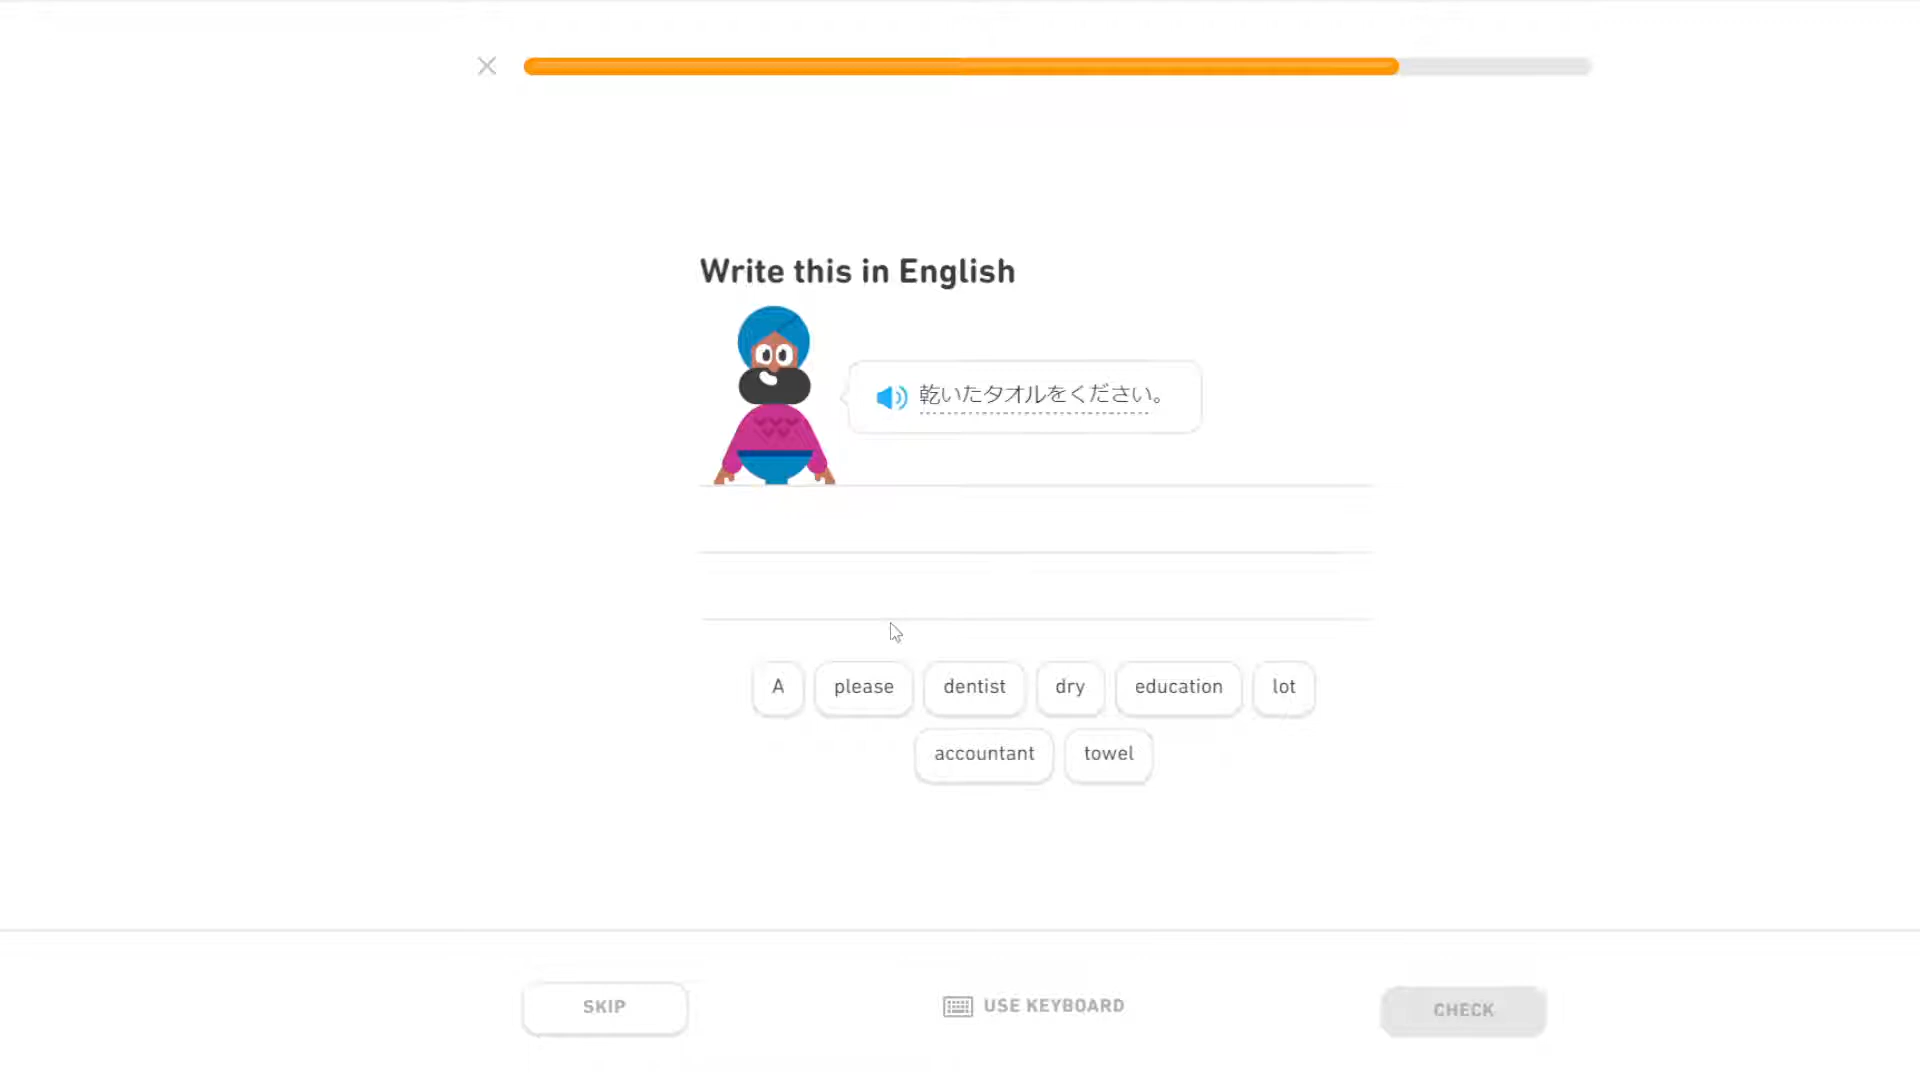 Write this in English
乾いたタオルをください。
A please dentist dry education lot
accountant towel
SKIP USE KEYBOARD CHECK